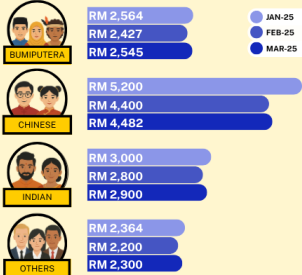 RM 2,564
RM 2,427
RM 2,545
BUMIPUTERA
JAN-25
FEB-25
MAR-25
RM 5,200
RM 4,400
RM 4,482
CHINESE
RM 3,000
RM 2,800
RM 2,900
INDIAN
RM 2,364
RM 2,200
RM 2,300
OTHERS